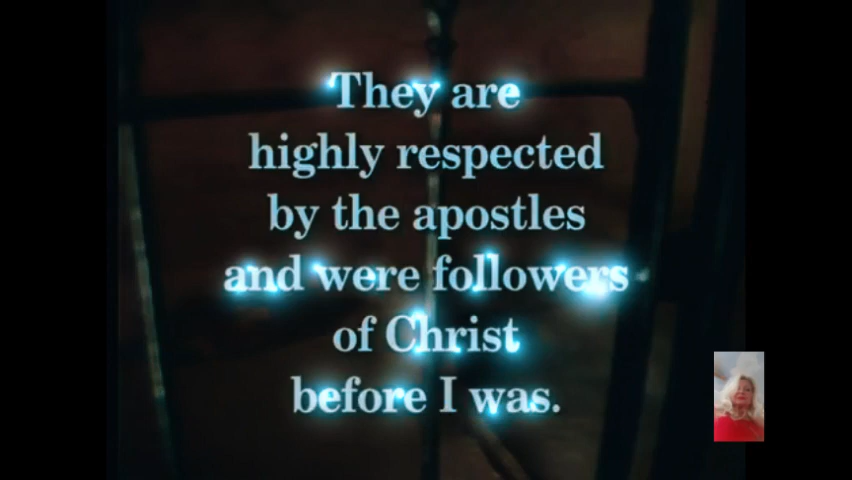 They are
highly respected
by the apostles
and were followers
of Christ
before I was.